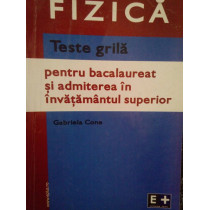 FIZICĂ
Teste grilă
pentru bacalaureat
și admiterea în
învățământul superior
Gabriela Cone
E+